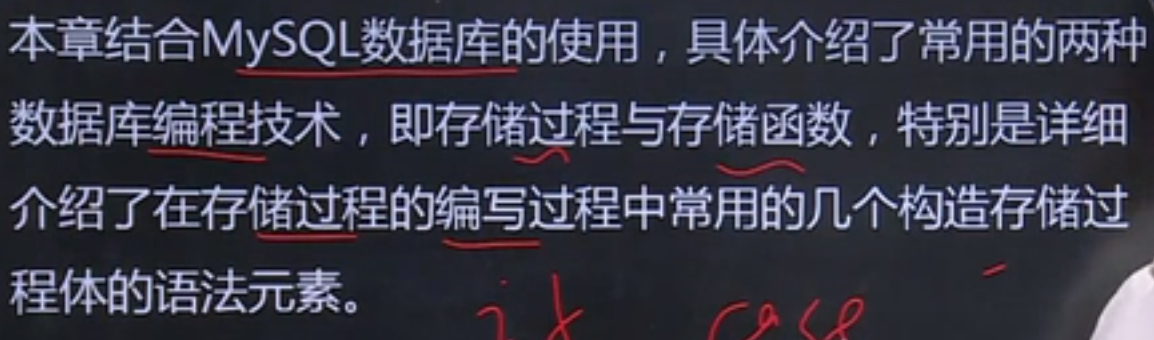 本章结合MySQL数据库的使用，具体介绍了常用的两种
数据库编程技术，即存储过程与存储函数，特别是详细
介绍了在存储过程的编写过程中常用的几个构造存储过
程体的语法元素。
if case